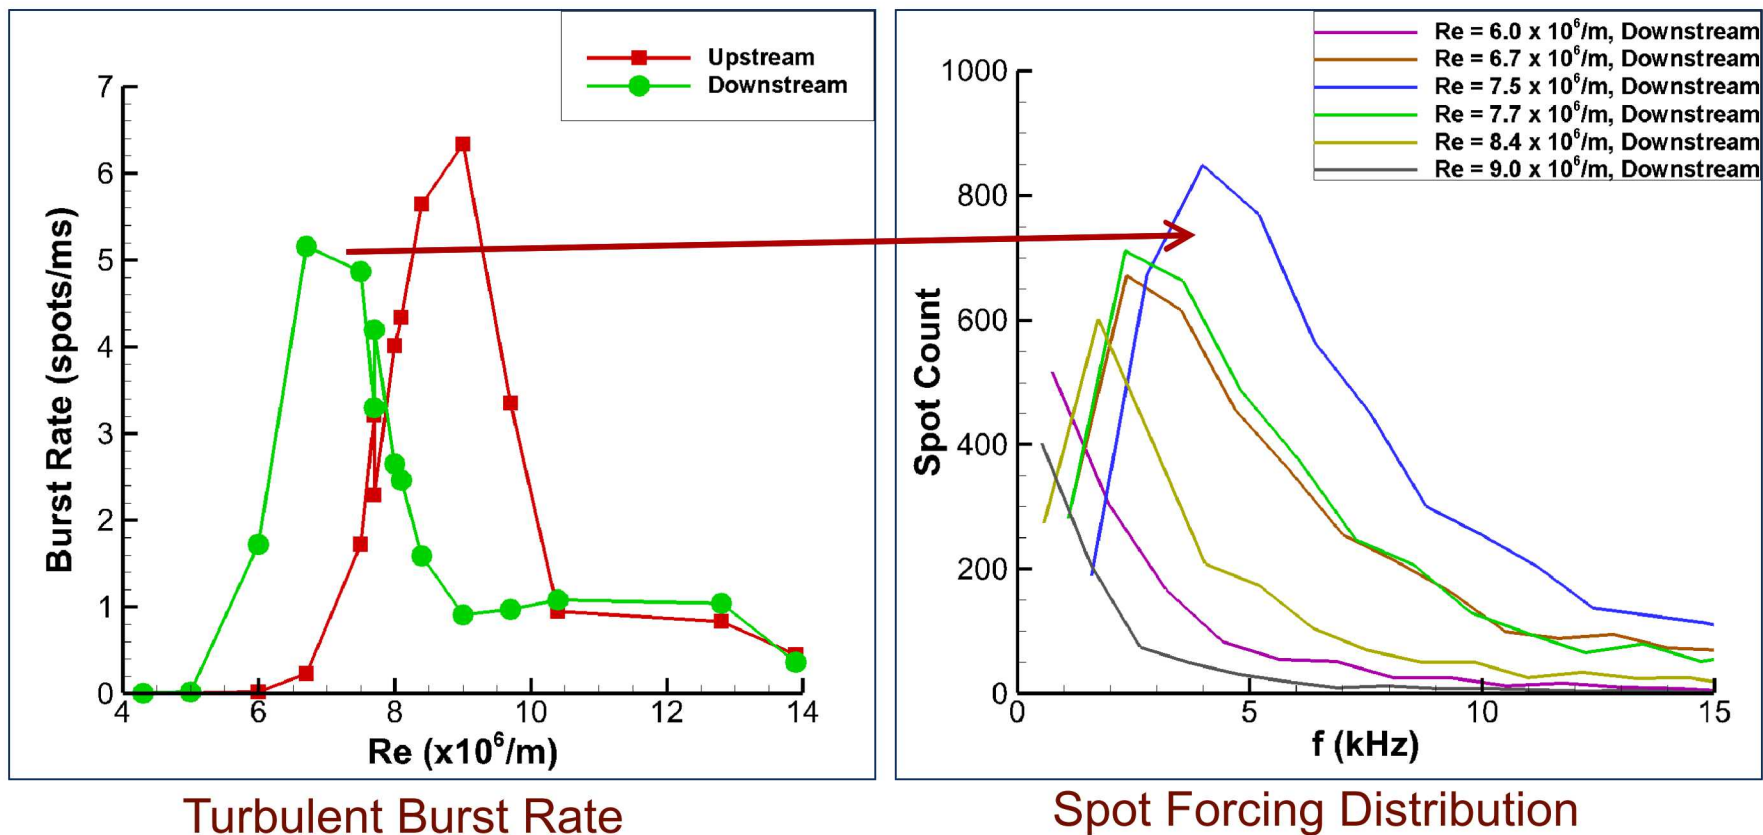 Upstream
Downstream
7
6
5
4
3
2
1
0
Burst Rate (spots/ms)
4 6 8 10 12 14
Re (x10⁶/m)
Turbulent Burst Rate
Re = 6.0 x 10⁶/m, Downstream
Re = 6.7 x 10⁶/m, Downstream
Re = 7.5 x 10⁶/m, Downstream
Re = 7.7 x 10⁶/m, Downstream
Re = 8.4 x 10⁶/m, Downstream
Re = 9.0 x 10⁶/m, Downstream
1000
800
600
400
200
0
Spot Count
0 5 10 15
f (kHz)
Spot Forcing Distribution